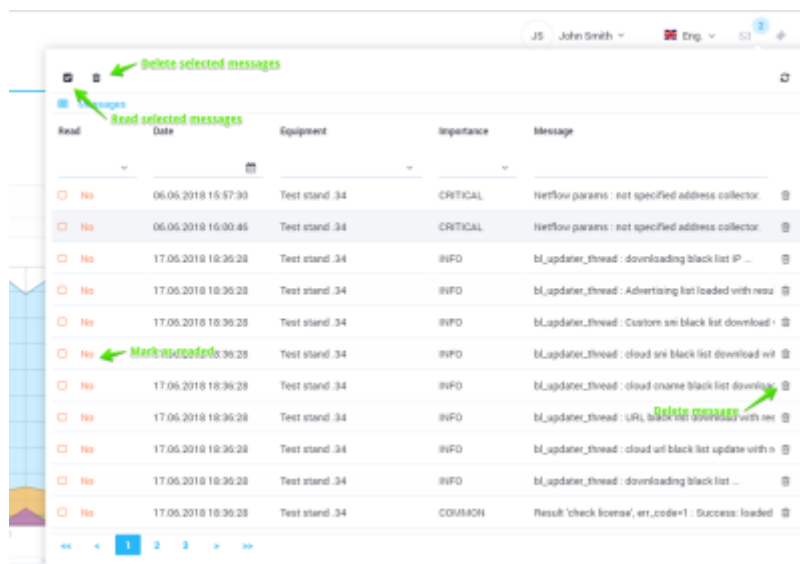 2
JS John Smith Eng.
Delete selected messages
Messages
Read selected messages
Read Date Equipment Importance Message
No 06.06.2018 15:57:30 Test stand .34 CRITICAL Netflow params : not specified address collector.
No 06.06.2018 16:00:46 Test stand .34 CRITICAL Netflow params : not specified address collector.
No 17.06.2018 18:36:28 Test stand .34 INFO bl_updater_thread : downloading black list IP ...
No 17.06.2018 18:36:28 Test stand .34 INFO bl_updater_thread : Advertising list loaded with resu
No 17.06.2018 18:36:28 Test stand .34 INFO bl_updater_thread : Custom sni black list download
No Mark as readed 18:36:28 Test stand .34 INFO bl_updater_thread : cloud sni black list download wit
No 17.06.2018 18:36:28 Test stand .34 INFO bl_updater_thread : cloud cname black list downloa
Delete message
No 17.06.2018 18:36:28 Test stand .34 INFO bl_updater_thread : URL black list download with res
No 17.06.2018 18:36:28 Test stand .34 INFO bl_updater_thread : cloud url black list update with n
No 17.06.2018 18:36:28 Test stand .34 INFO bl_updater_thread : downloading black list ...
No 17.06.2018 18:36:28 Test stand .34 COMMON Result 'check license', err_code=1 : Success: loaded
<< < 1 2 3 > >>